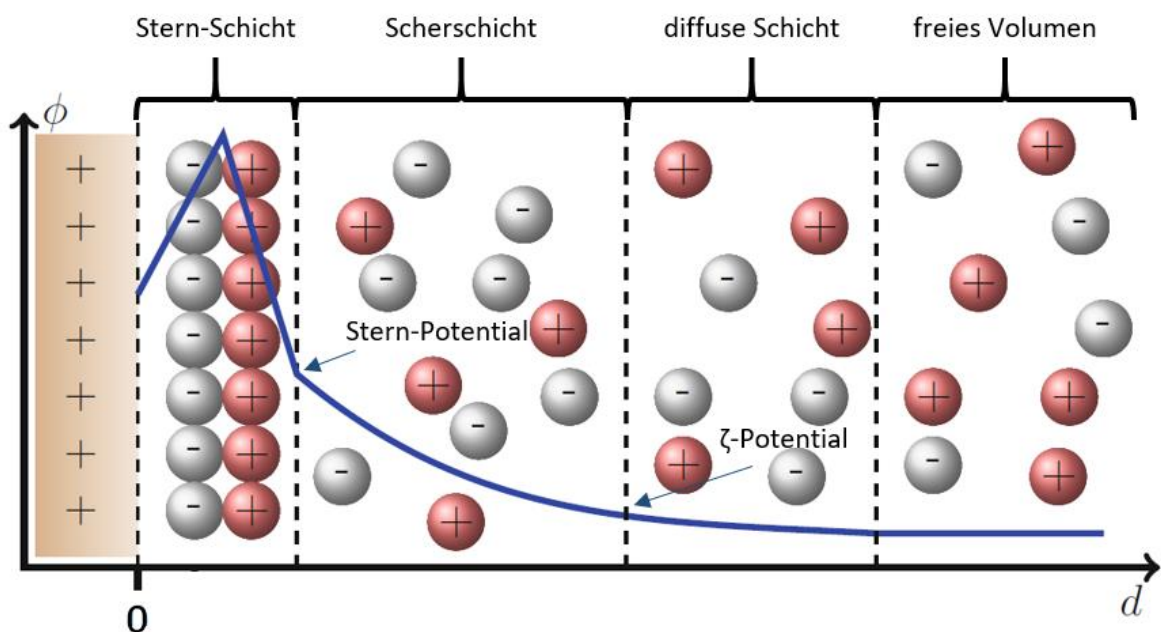 Stern-Schicht Scherschicht diffuse Schicht freies Volumen
ϕ
Stern-Potential
ζ-Potential
d
0